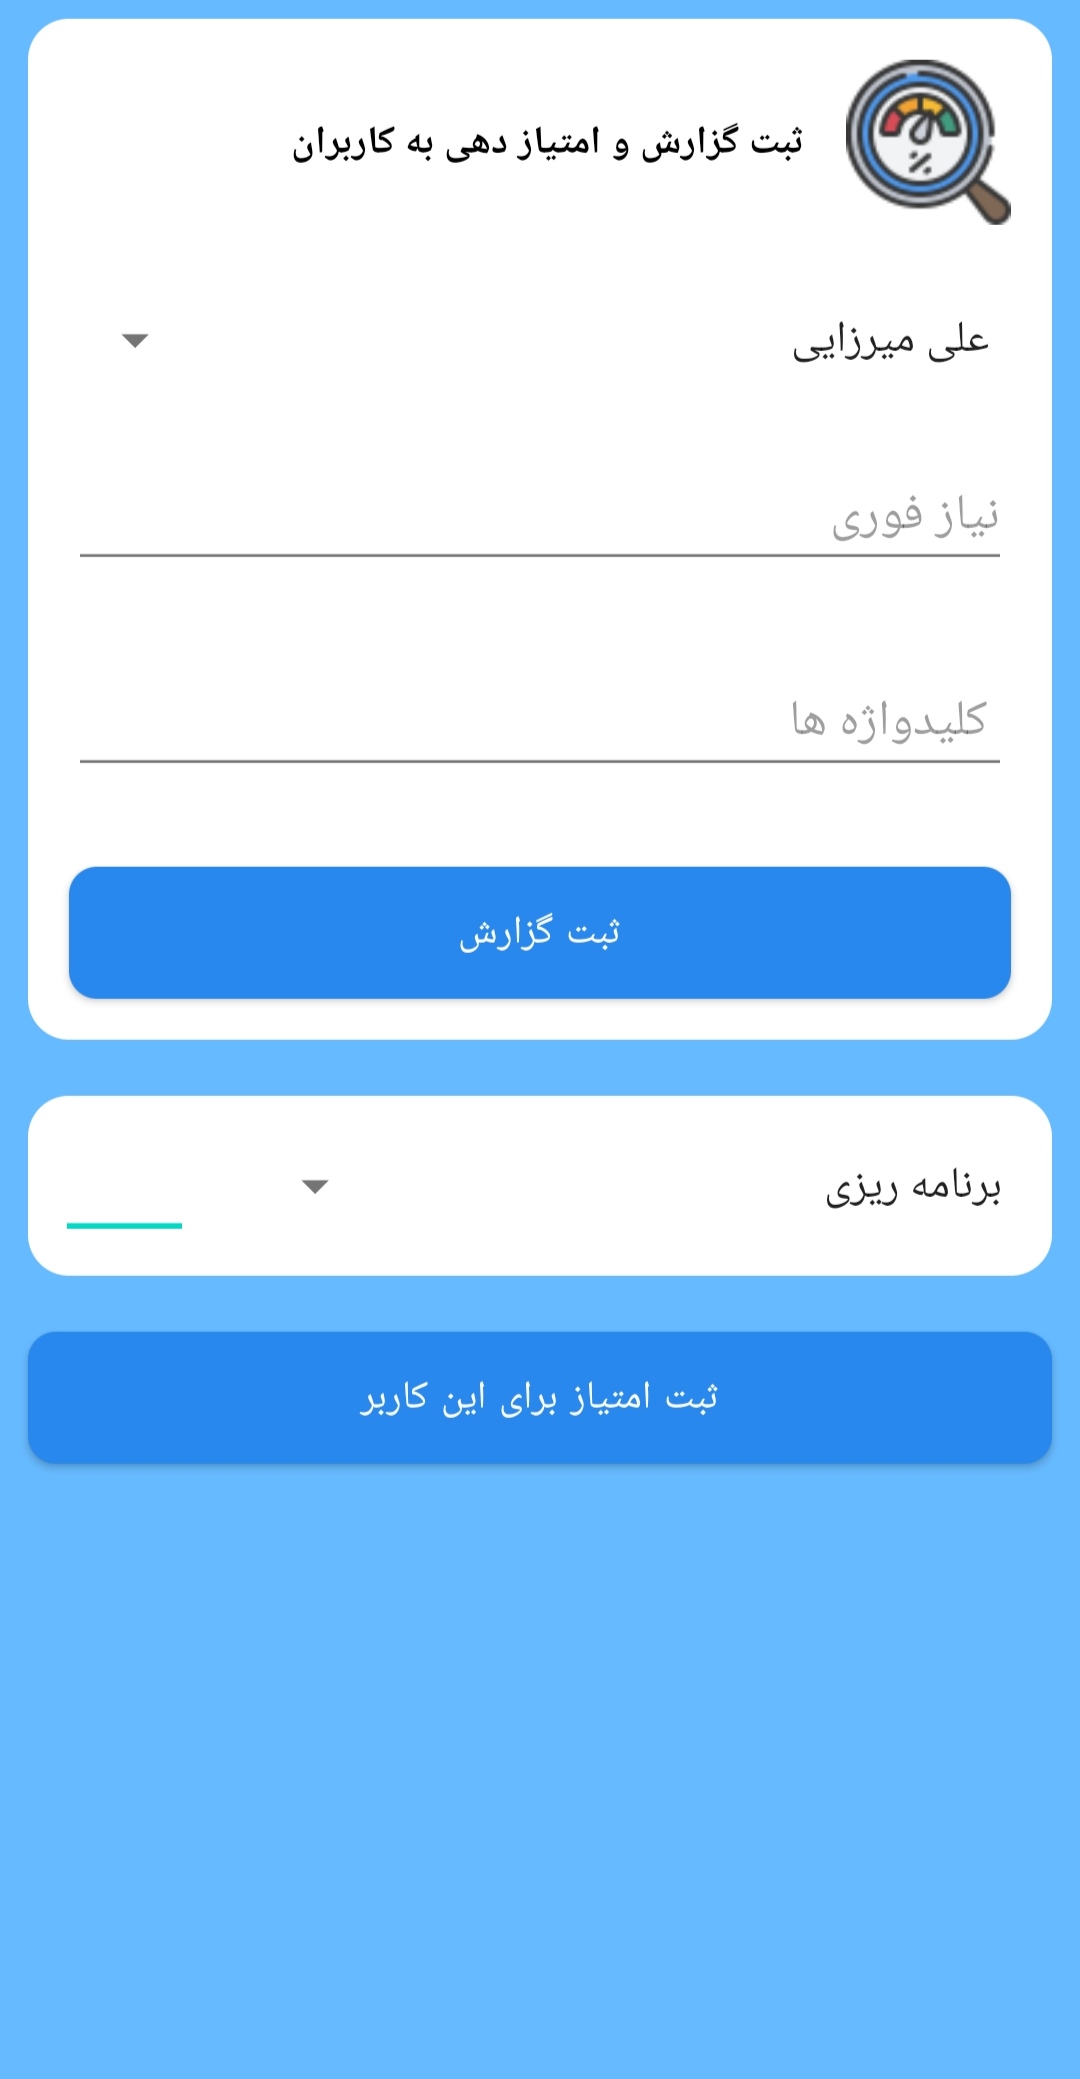 ثبت گزارش و امتیاز دهی به کاربران
علی میرزایی
نیاز فوری
کلیدواژه ها
ثبت گزارش
برنامه ریزی
ثبت امتیاز برای این کاربر